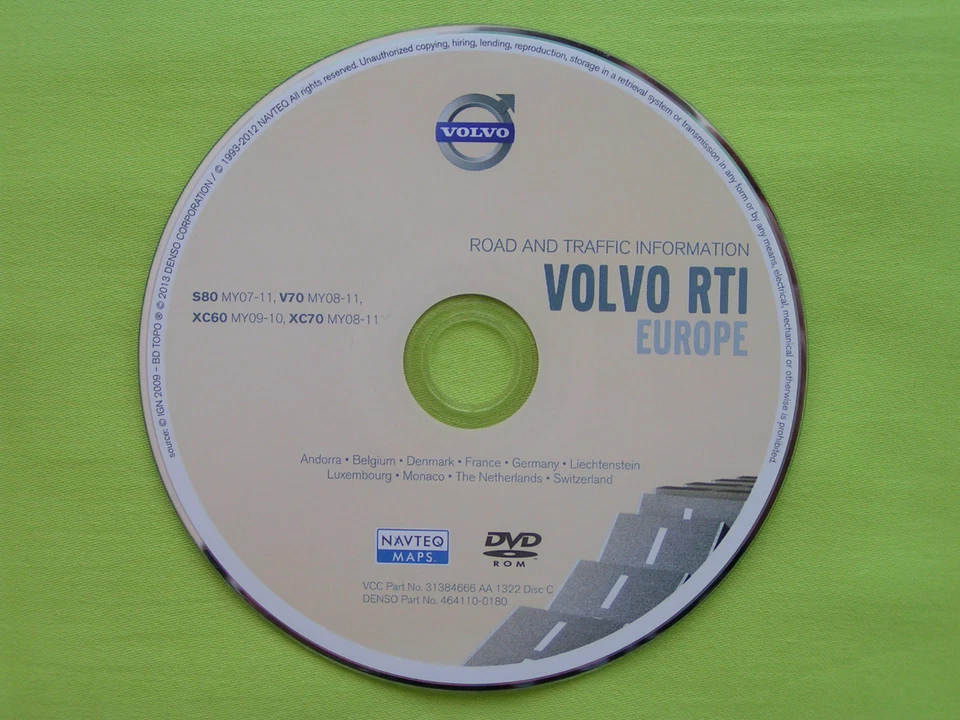 source: © IGN 2009 – BD TOPO ® © 2013 DENSO CORPORATION / © 1993-2012 NAVTEQ. All rights reserved. Unauthorized copying, hiring, lending, reproduction, storage in a retrieval system or transmission in any form or by any means, electrical, mechanical or otherwise is prohibited.
VOLVO
ROAD AND TRAFFIC INFORMATION
VOLVO RTI
EUROPE
S80 MY07-11, V70 MY08-11,
XC60 MY09-10, XC70 MY08-11
Andorra • Belgium • Denmark • France • Germany • Liechtenstein
Luxembourg • Monaco • The Netherlands • Switzerland
NAVTEQ
MAPS
DVD
ROM
VCC Part No. 31384666 AA 1322 Disc C
DENSO Part No. 464110-0180